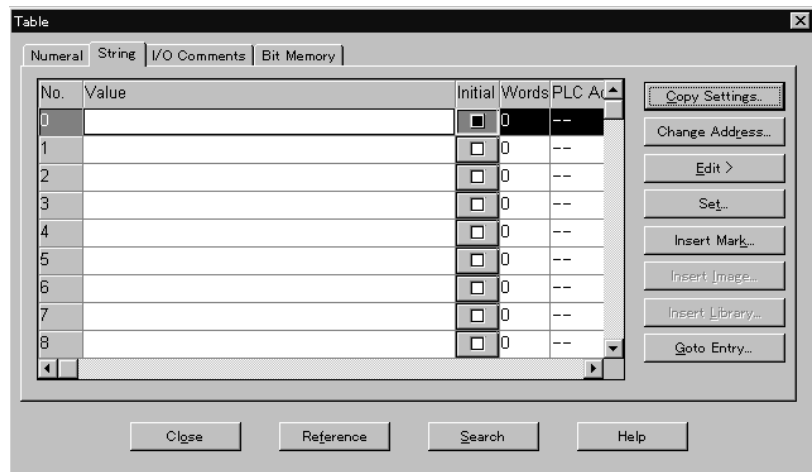 Table
Numeral String I/O Comments Bit Memory
No. Value Initial Words PLC Ad
0 0 --
1 0 --
2 0 --
3 0 --
4 0 --
5 0 --
6 0 --
7 0 --
8 0 --
Copy Settings..
Change Address...
Edit >
Set...
Insert Mark...
Insert Image...
Insert Library...
Goto Entry...
Close Reference Search Help